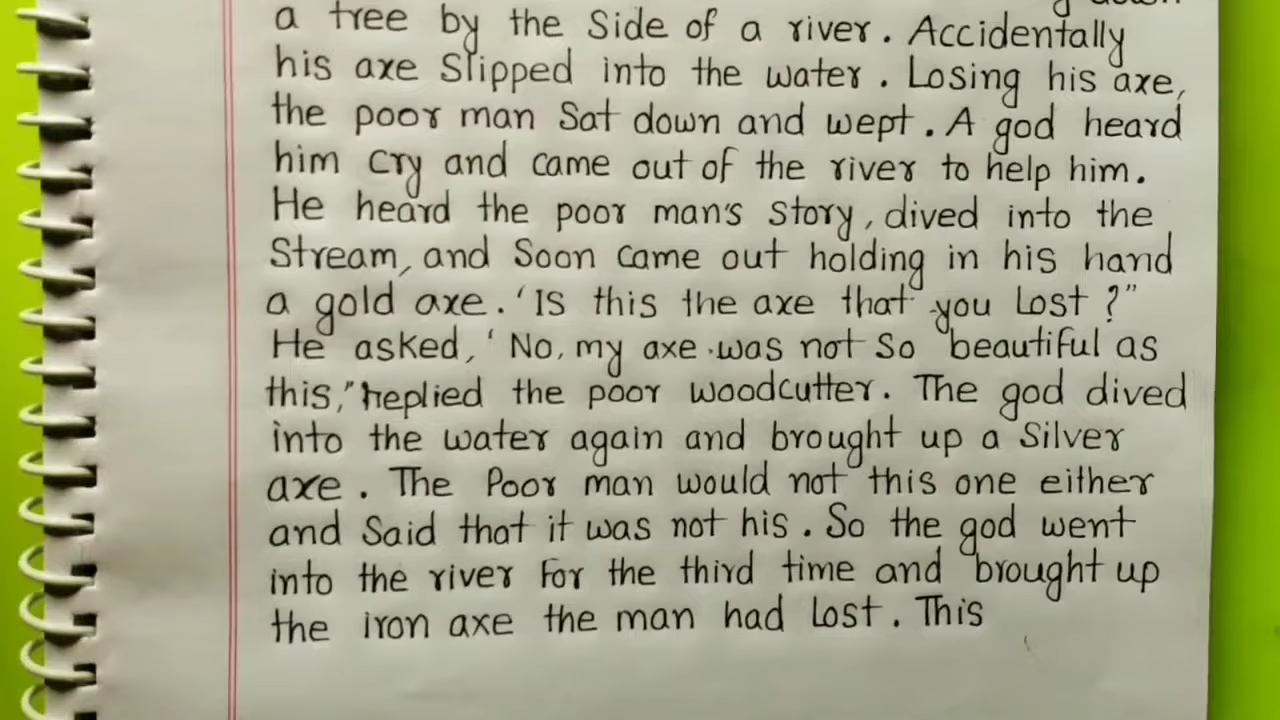 a tree by the Side of a river. Accidentally
his axe Slipped into the water. Losing his axe,
the poor man Sat down and wept. A god heard
him Cry and came out of the river to help him.
He heard the poor man's Story, dived into the
Stream, and Soon Came out holding in his hand
a gold axe. 'Is this the axe that you Lost ?"
He asked, ' No, my axe was not So beautiful as
this," heplied the poor woodcutter. The god dived
into the water again and brought up a Silver
axe. The Poor man would not this one either
and Said that it was not his. So the god went
into the river For the third time and brought up
the iron axe the man had Lost. This